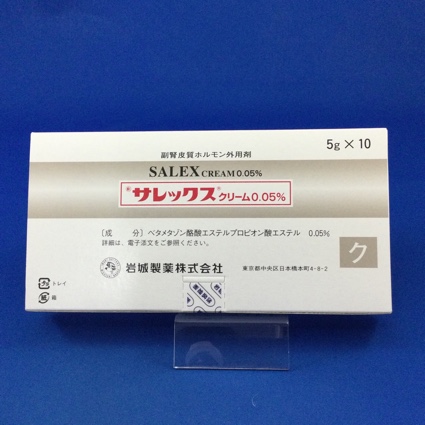 副腎皮質ホルモン外用剤
5g×10
SALEX CREAM 0.05%
®サレックス®クリーム0.05%
〔成　分〕ベタメタゾン酪酸エステルプロピオン酸エステル 0.05%
詳細は、電子添文をご参照ください。
ク
岩城製薬株式会社
東京都中央区日本橋本町4-8-2
プラ トレイ
紙 箱